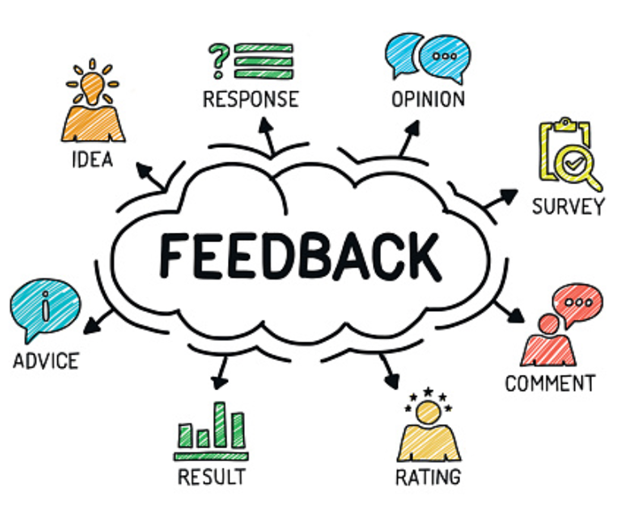 RESPONSE
OPINION
IDEA
SURVEY
FEEDBACK
ADVICE
COMMENT
RESULT
RATING